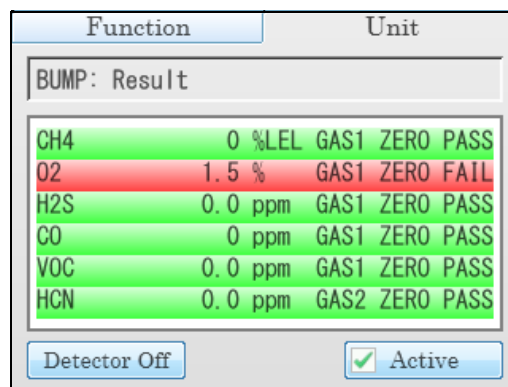 Function Unit
BUMP: Result
CH4 0 %LEL GAS1 ZERO PASS
O2 1.5 % GAS1 ZERO FAIL
H2S 0.0 ppm GAS1 ZERO PASS
CO 0 ppm GAS1 ZERO PASS
VOC 0.0 ppm GAS1 ZERO PASS
HCN 0.0 ppm GAS2 ZERO PASS
Detector Off Active